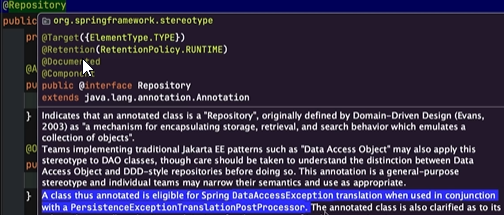 @Repository
public
org.springframework.stereotype
@Target({ElementType.TYPE})
@Retention(RetentionPolicy.RUNTIME)
@Documented
@Component
public @interface Repository
extends java.lang.annotation.Annotation
Indicates that an annotated class is a "Repository", originally defined by Domain-Driven Design (Evans,
2003) as "a mechanism for encapsulating storage, retrieval, and search behavior which emulates a
collection of objects".
Teams implementing traditional Jakarta EE patterns such as "Data Access Object" may also apply this
stereotype to DAO classes, though care should be taken to understand the distinction between Data
Access Object and DDD-style repositories before doing so. This annotation is a general-purpose
stereotype and individual teams may narrow their semantics and use as appropriate.
A class thus annotated is eligible for Spring DataAccessException translation when used in conjunction
with a PersistenceExceptionTranslationPostProcessor. The annotated class is also clarified as to its